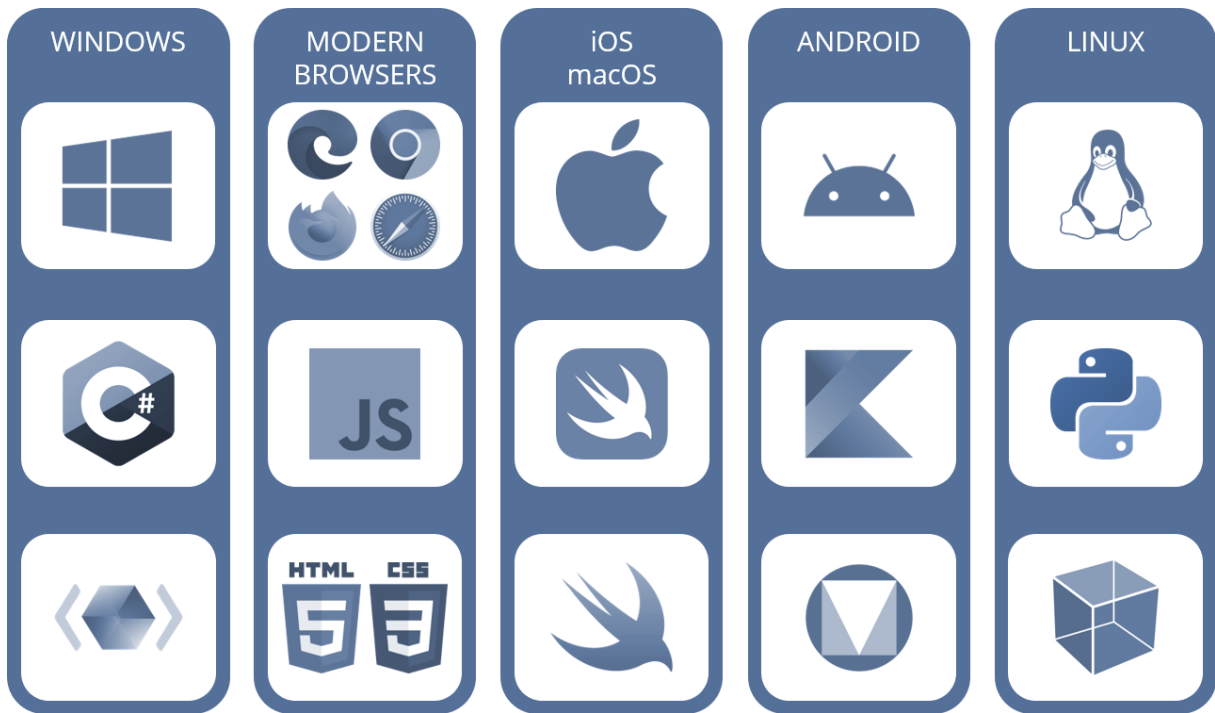 WINDOWS
MODERN
BROWSERS
iOS
macOS
ANDROID
LINUX
C#
JS
HTML
CSS
5
3